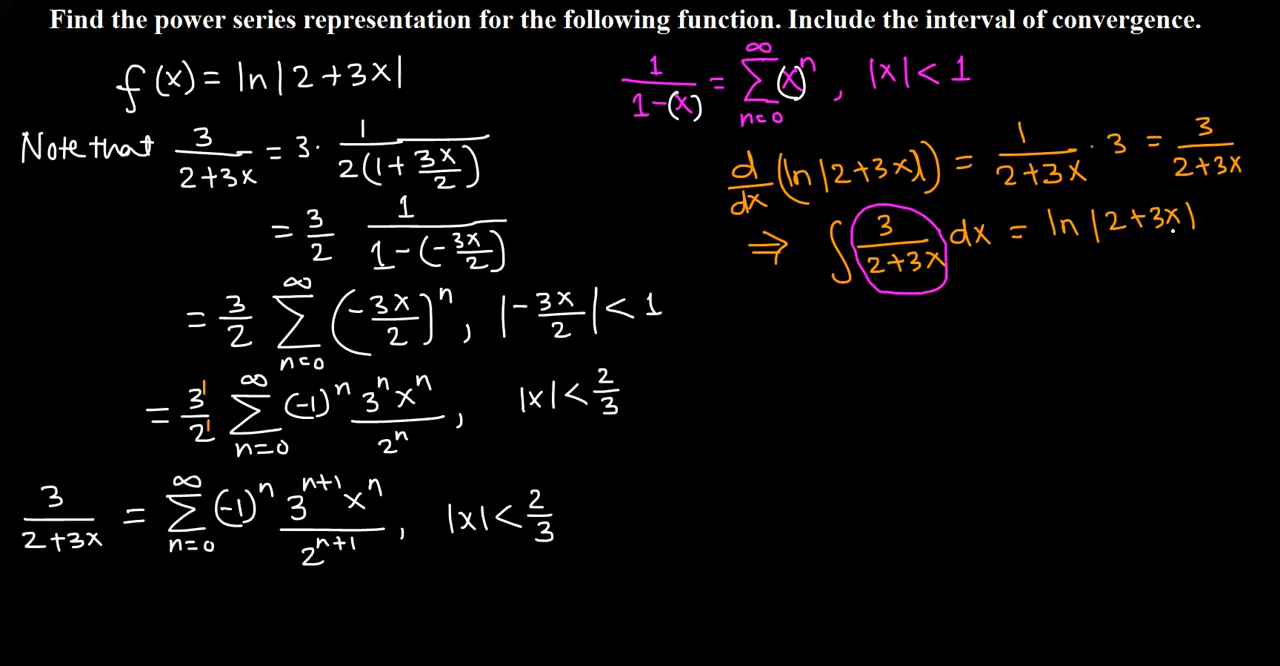 Find the power series representation for the following function. Include the interval of convergence.
f(x) = ln|2+3x|
1/(1-(x)) = ∑_{n=0}^{∞} (x)^n, |x| < 1
Note that 3/(2+3x) = 3 · 1/(2(1+3x/2))
= 3/2 1/(1-(-3x/2))
= 3/2 ∑_{n=0}^{∞} (-3x/2)^n, |-3x/2| < 1
= 3^1/2^1 ∑_{n=0}^{∞} (-1)^n 3^n x^n/2^n, |x| < 2/3
3/(2+3x) = ∑_{n=0}^{∞} (-1)^n 3^{n+1} x^n/2^{n+1}, |x| < 2/3
d/dx (ln|2+3x|) = 1/(2+3x) · 3 = 3/(2+3x)
⇒ ∫ 3/(2+3x) dx = ln|2+3x|